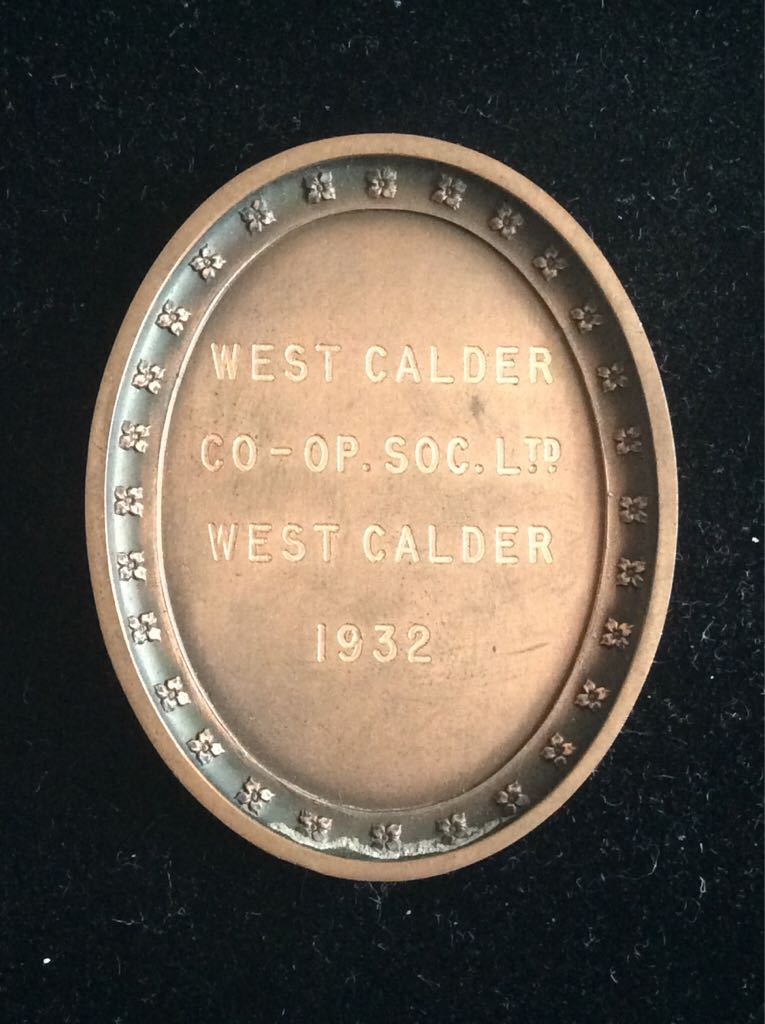 WEST CALDER
CO-OP. SOC. LTD.
WEST CALDER
1932